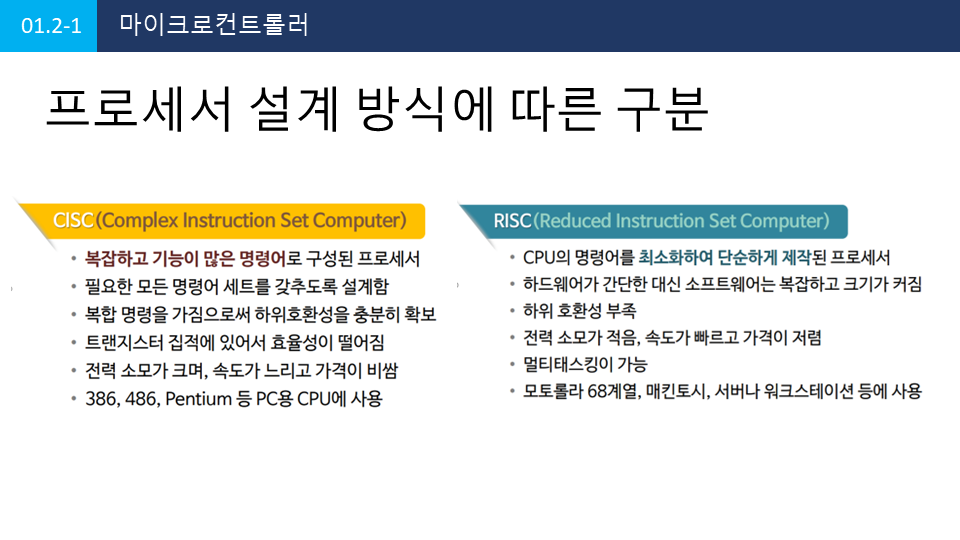 01.2-1
마이크로컨트롤러
프로세서 설계 방식에 따른 구분
CISC(Complex Instruction Set Computer)
• 복잡하고 기능이 많은 명령어로 구성된 프로세서
• 필요한 모든 명령어 세트를 갖추도록 설계함
• 복합 명령을 가짐으로써 하위호환성을 충분히 확보
• 트랜지스터 집적에 있어서 효율성이 떨어짐
• 전력 소모가 크며, 속도가 느리고 가격이 비쌈
• 386, 486, Pentium 등 PC용 CPU에 사용
RISC(Reduced Instruction Set Computer)
• CPU의 명령어를 최소화하여 단순하게 제작된 프로세서
• 하드웨어가 간단한 대신 소프트웨어는 복잡하고 크기가 커짐
• 하위 호환성 부족
• 전력 소모가 적음, 속도가 빠르고 가격이 저렴
• 멀티태스킹이 가능
• 모토롤라 68계열, 매킨토시, 서버나 워크스테이션 등에 사용